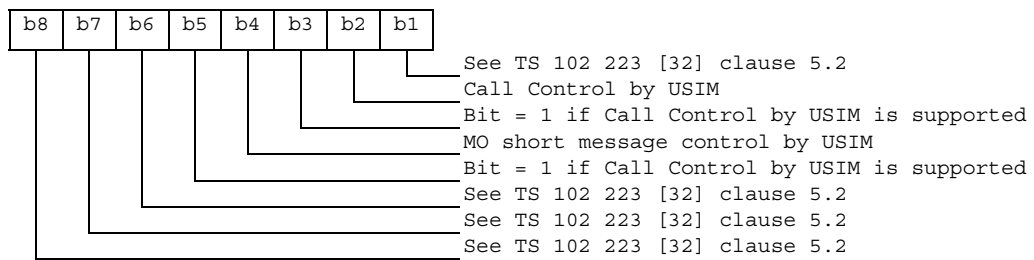 b8 b7 b6 b5 b4 b3 b2 b1
See TS 102 223 [32] clause 5.2
Call Control by USIM
Bit = 1 if Call Control by USIM is supported
MO short message control by USIM
Bit = 1 if Call Control by USIM is supported
See TS 102 223 [32] clause 5.2
See TS 102 223 [32] clause 5.2
See TS 102 223 [32] clause 5.2